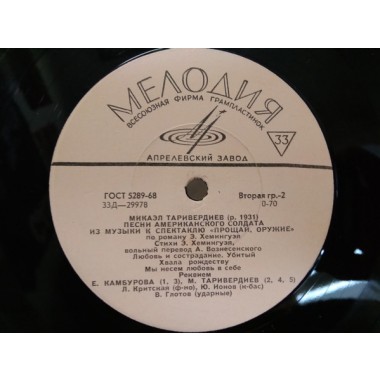 МЕЛОДИЯ
ВСЕСОЮЗНАЯ ФИРМА ГРАМПЛАСТИНОК
33
АПРЕЛЕВСКИЙ ЗАВОД
ГОСТ 5289-68 Вторая гр.-2
33Д—29978 0-70
МИКАЭЛ ТАРИВЕРДИЕВ (р. 1931)
ПЕСНИ АМЕРИКАНСКОГО СОЛДАТА
ИЗ МУЗЫКИ К СПЕКТАКЛЮ «ПРОЩАЙ, ОРУЖИЕ»
по роману Э. Хемингуэя
Стихи Э. Хемингуэя,
вольный перевод А. Вознесенского
Любовь и сострадание. Убитый
Хвала рождеству
Мы несем любовь в себе
Реквием
Е. КАМБУРОВА (1, 3), М. ТАРИВЕРДИЕВ (2, 4, 5)
Л. Критская (ф-но), Ю. Ионов (к-бас)
В. Глотов (ударные)